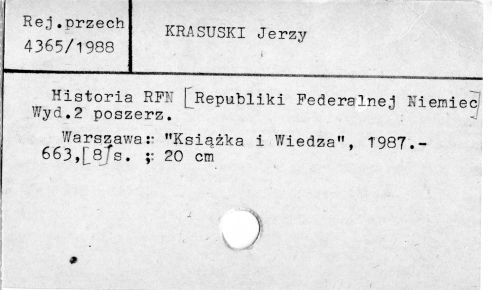 Rej.przech
4365/1988
KRASUSKI Jerzy
Historia RFN [Republiki Federalnej Niemiec]
Wyd.2 poszerz.
Warszawa: "Książka i Wiedza", 1987.-
663,[8]s. ; 20 cm